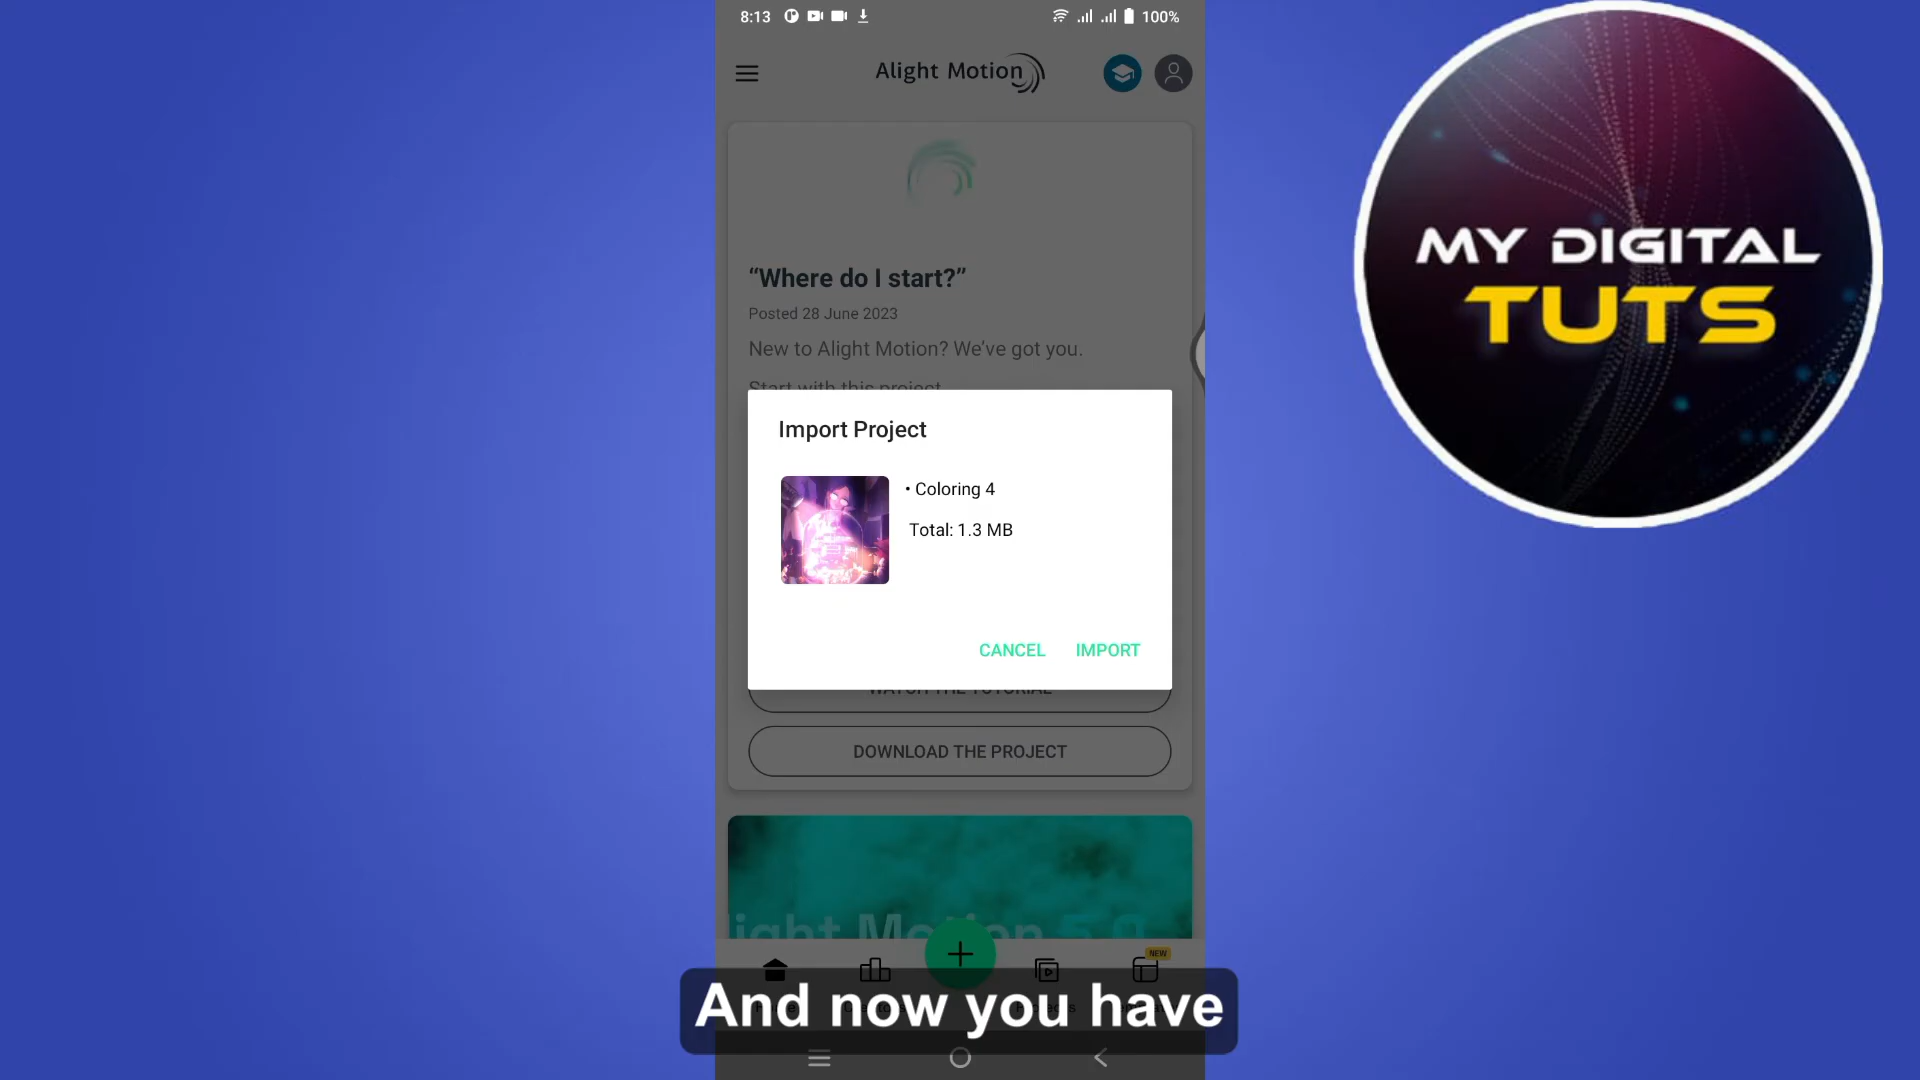 8:13
100%
Alight Motion
“Where do I start?”
Posted 28 June 2023
New to Alight Motion? We’ve got you.
Start with this project
Import Project
• Coloring 4
Total: 1.3 MB
CANCEL IMPORT
WATCH THE TUTORIAL
DOWNLOAD THE PROJECT
light Motion 5.0
NEW
And now you have
MY DIGITAL
TUTS